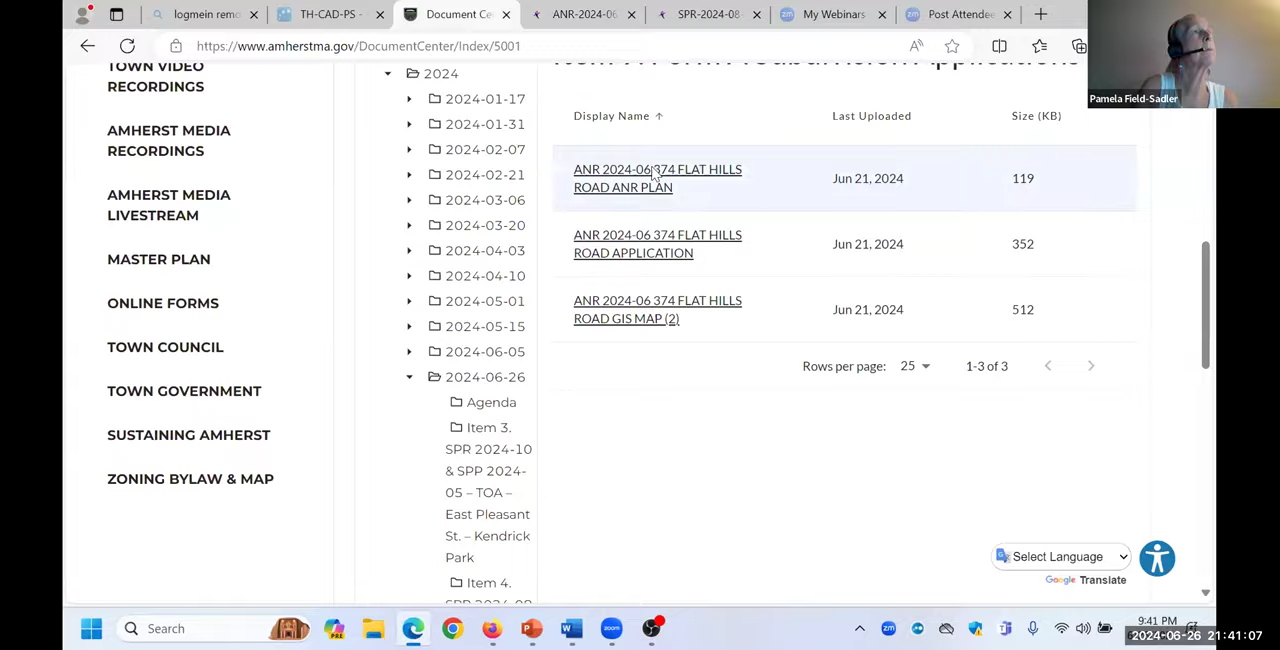 logmein remo
TH-CAD-PS -
Document Ce
ANR-2024-06
SPR-2024-08
My Webinars
Post Attendee
https://www.amherstma.gov/DocumentCenter/Index/5001
Pamela Field-Sadler
TOWN VIDEO
RECORDINGS
AMHERST MEDIA
RECORDINGS
AMHERST MEDIA
LIVESTREAM
MASTER PLAN
ONLINE FORMS
TOWN COUNCIL
TOWN GOVERNMENT
SUSTAINING AMHERST
ZONING BYLAW & MAP
2024
2024-01-17
2024-01-31
2024-02-07
2024-02-21
2024-03-06
2024-03-20
2024-04-03
2024-04-10
2024-05-01
2024-05-15
2024-06-05
2024-06-26
Agenda
Item 3.
SPR 2024-10
& SPP 2024-
05 – TOA –
East Pleasant
St. – Kendrick
Park
Item 4.
Display Name
Last Uploaded
Size (KB)
ANR 2024-06 374 FLAT HILLS
ROAD ANR PLAN
Jun 21, 2024
119
ANR 2024-06 374 FLAT HILLS
ROAD APPLICATION
Jun 21, 2024
352
ANR 2024-06 374 FLAT HILLS
ROAD GIS MAP (2)
Jun 21, 2024
512
Rows per page: 25
1-3 of 3
Select Language
Google Translate
Search
PRE
zoom
zm
9:41 PM
2024-06-26 21:41:07